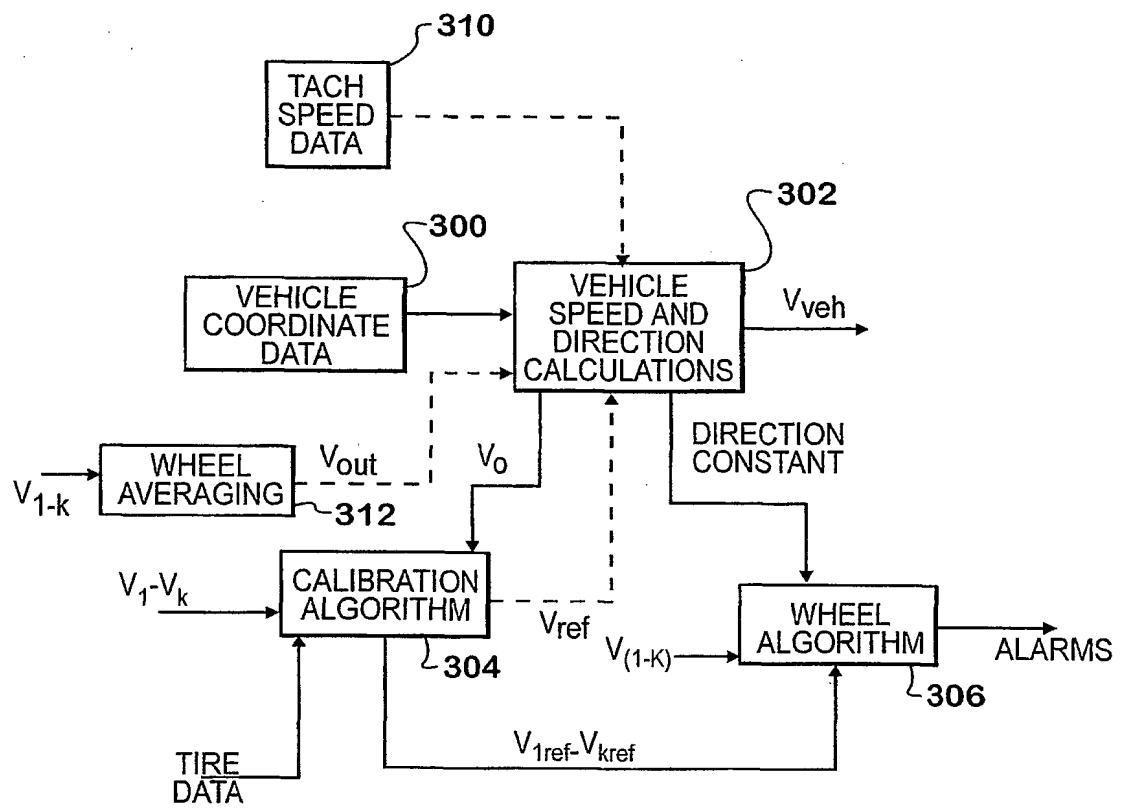 310
TACH
SPEED
DATA
302
300
VEHICLE
COORDINATE
DATA
VEHICLE
SPEED AND
DIRECTION
CALCULATIONS
Vveh
DIRECTION
CONSTANT
WHEEL
AVERAGING
Vout
Vo
V1-k
312
V1-Vk
CALIBRATION
ALGORITHM
Vref
304
WHEEL
ALGORITHM
V(1-K)
ALARMS
306
V1ref-Vkref
TIRE
DATA